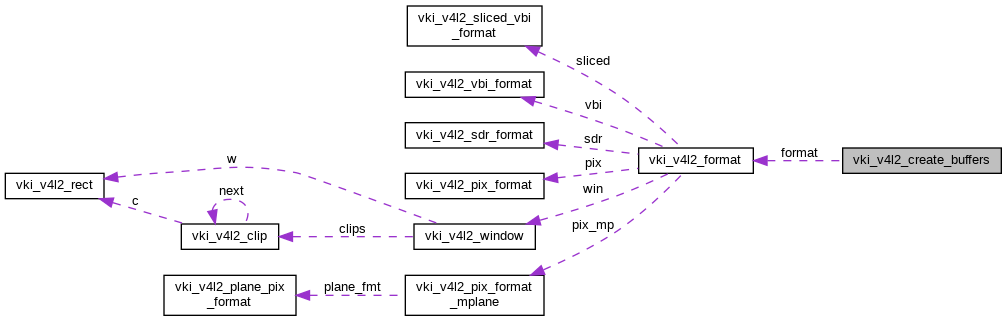 vki_v4l2_sliced_vbi
_format
sliced
vki_v4l2_vbi_format
vbi
vki_v4l2_sdr_format
sdr
vki_v4l2_format
format
vki_v4l2_create_buffers
w
pix
vki_v4l2_rect
next
vki_v4l2_pix_format
win
c
vki_v4l2_clip
clips
vki_v4l2_window
pix_mp
vki_v4l2_plane_pix
_format
plane_fmt
vki_v4l2_pix_format
_mplane